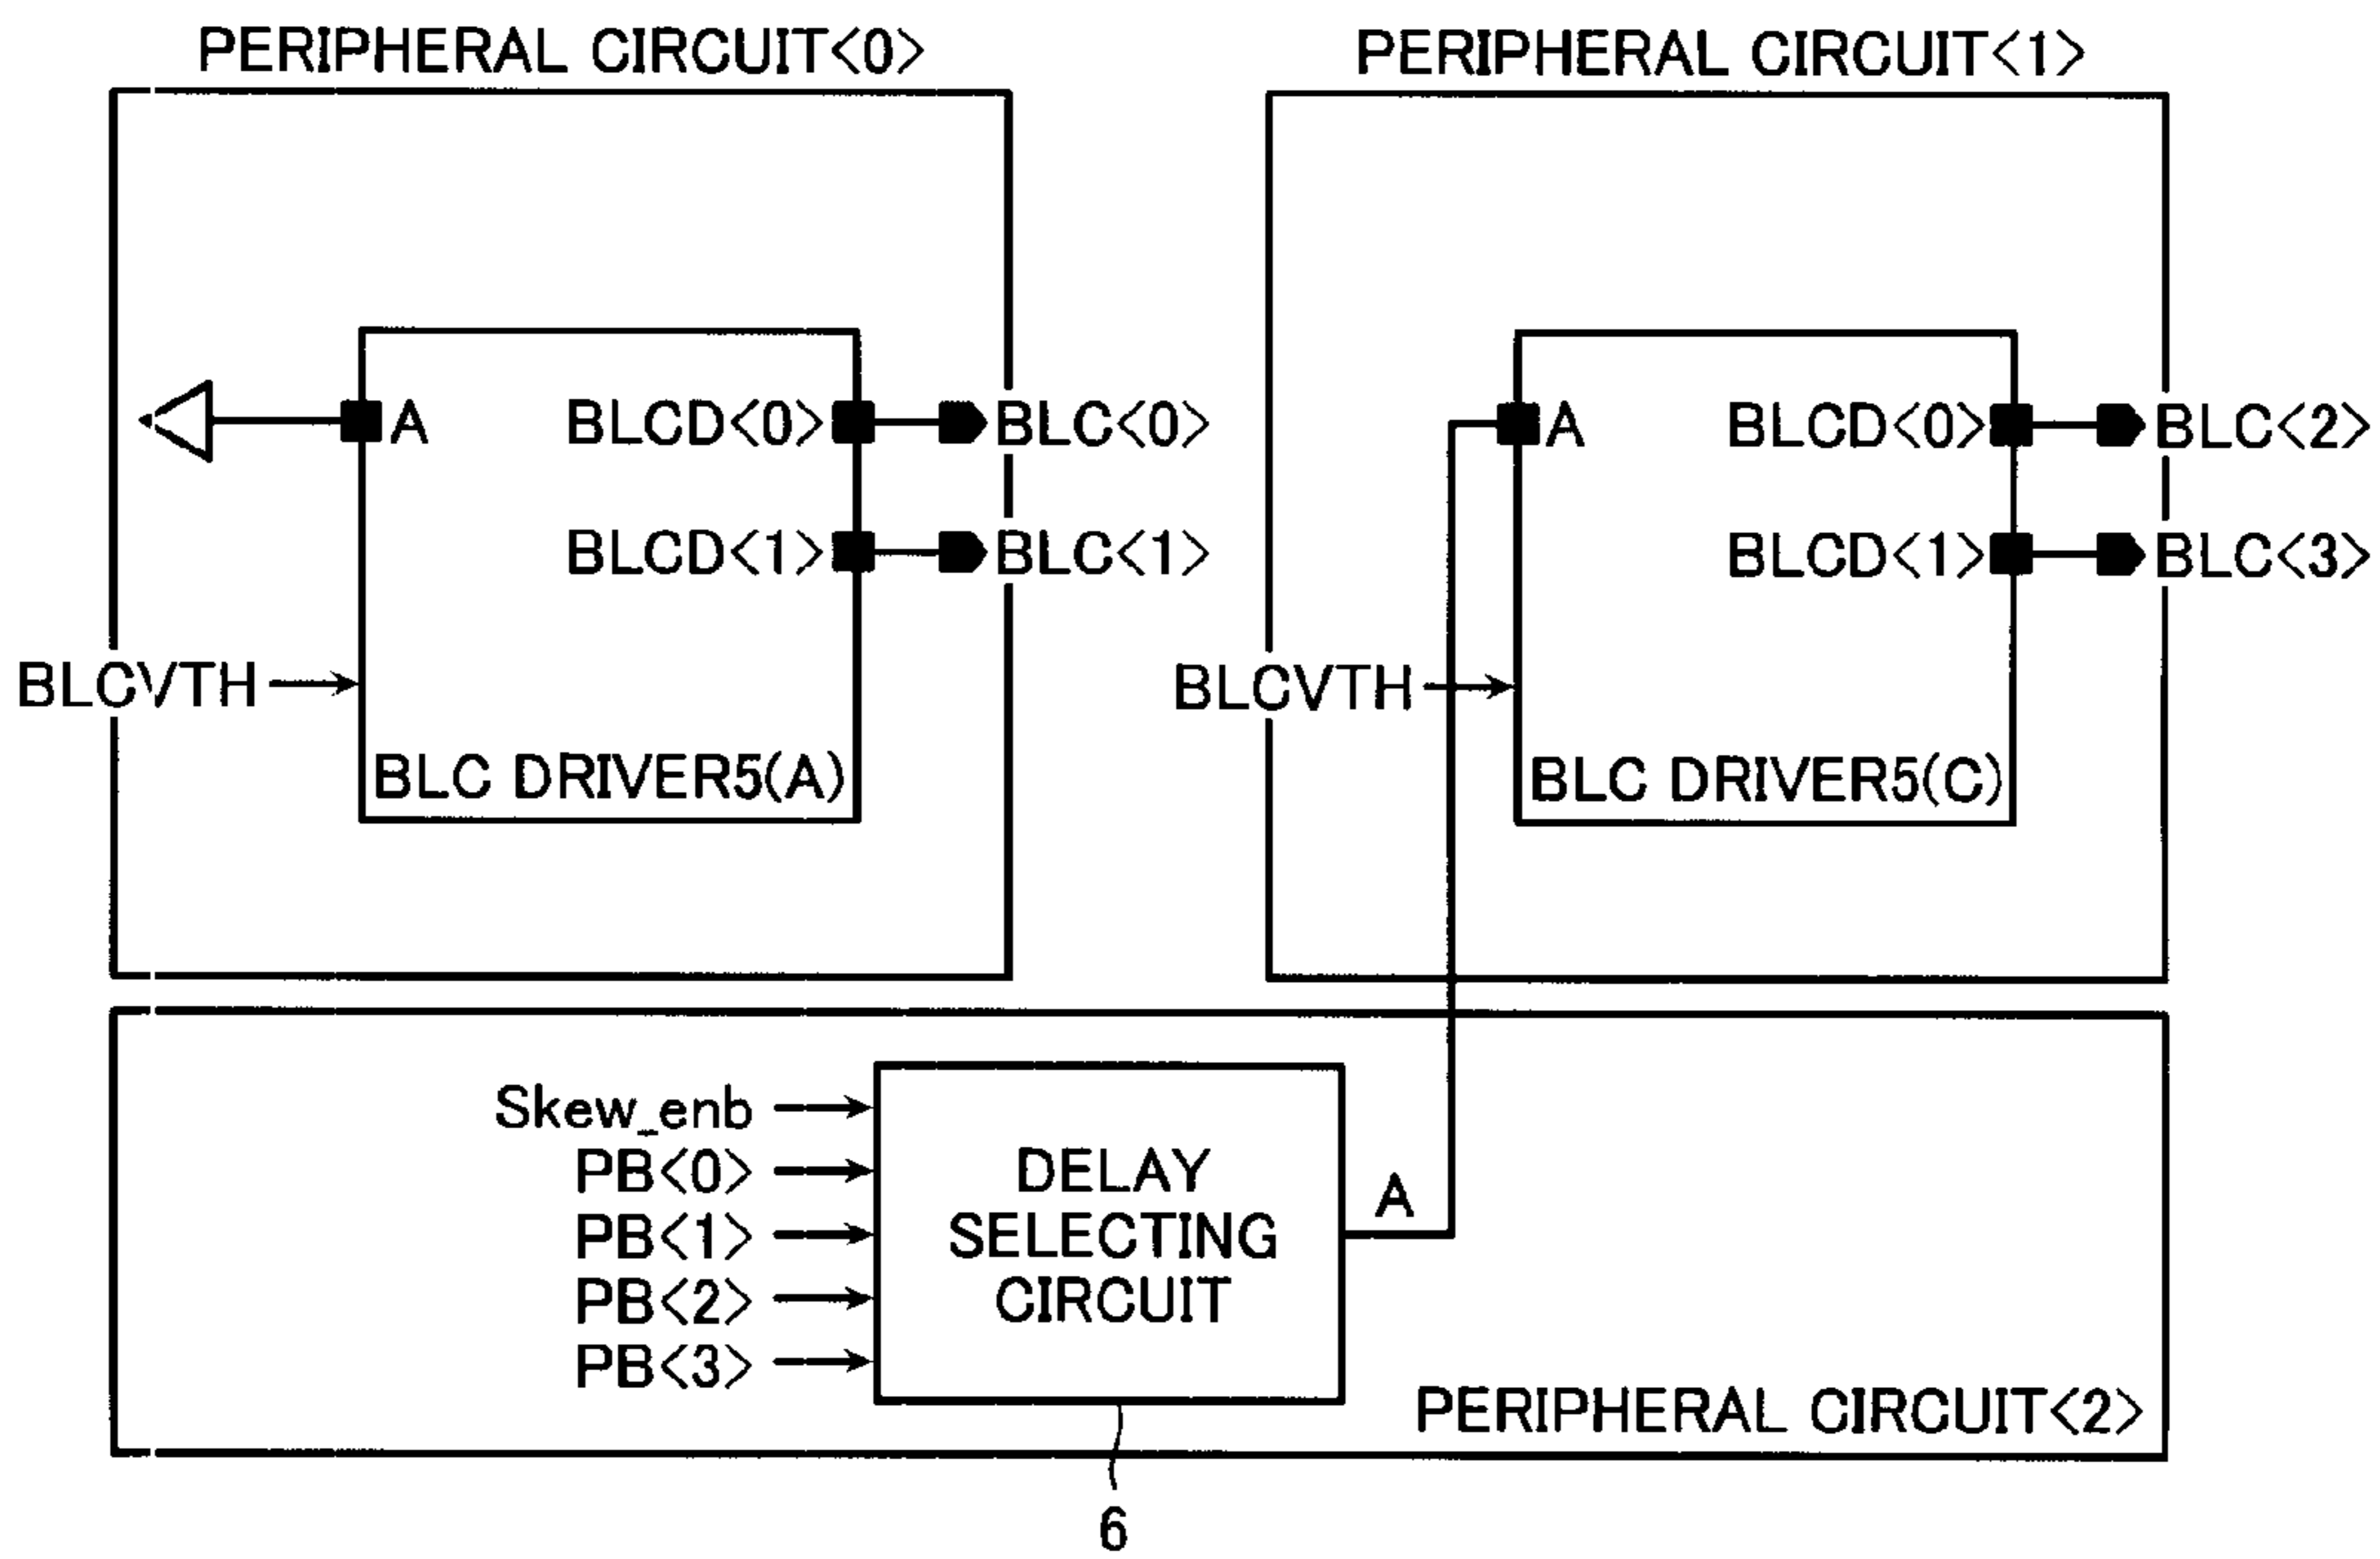 PERIPHERAL CIRCUIT<0>
PERIPHERAL CIRCUIT<1>
A
BLCD<0>
BLC<0>
BLCD<1>
BLC<1>
BLCVTH
BLC DRIVER5(A)
A
BLCD<0>
BLC<2>
BLCD<1>
BLC<3>
BLCVTH
BLC DRIVER5(C)
Skew_enb
PB<0>
PB<1>
PB<2>
PB<3>
DELAY
SELECTING
CIRCUIT
A
PERIPHERAL CIRCUIT<2>
6